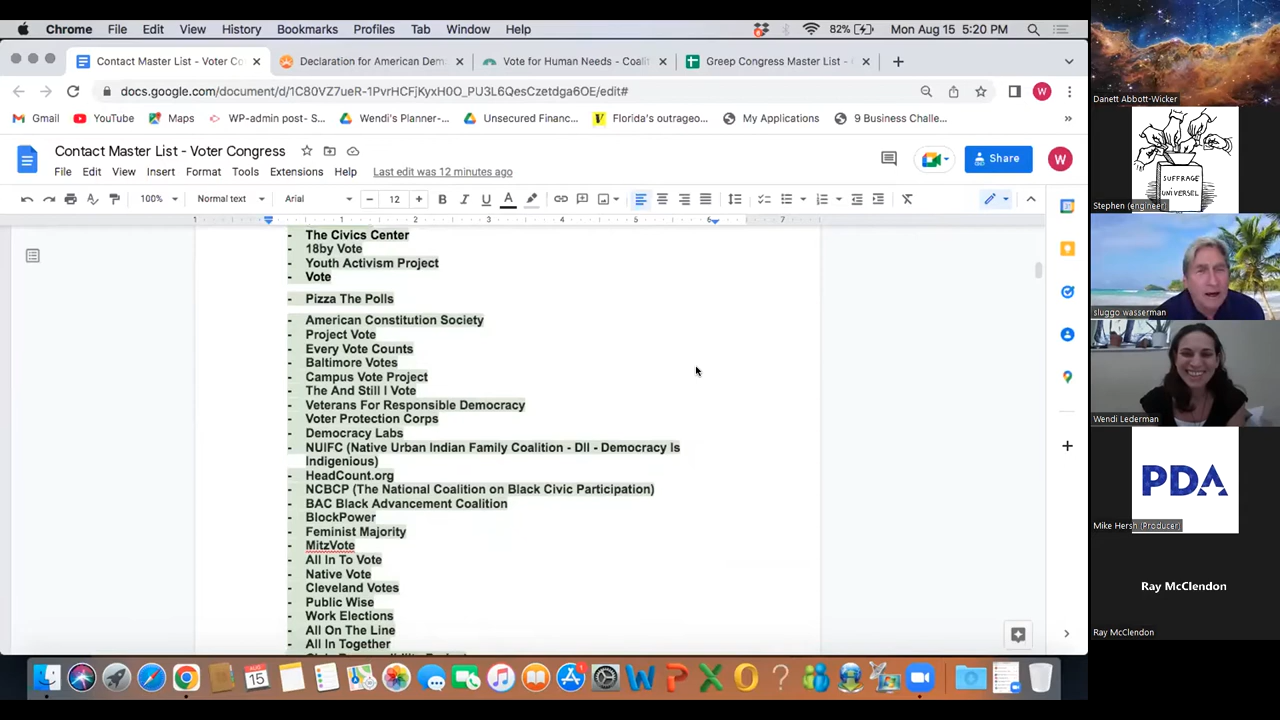 Chrome File Edit View History Bookmarks Profiles Tab Window Help 82% Mon Aug 15 5:20 PM
Contact Master List - Voter Co Declaration for American Dem Vote for Human Needs - Coali Greep Congress Master List -
docs.google.com/document/d/1C80VZ7ueR-1PvrHCFjKyxH0O_PU3L6QesCzetdga6OE/edit# W
Gmail YouTube Maps WP-admin post- S... Wendi's Planner-... Unsecured Financ... Florida's outrageo... My Applications 9 Business Challe... »
Contact Master List - Voter Congress
Share W
File Edit View Insert Format Tools Extensions Help Last edit was 12 minutes ago
100% Normal text Arial 12 B I U A
1 1 2 3 4 5 6 7
- The Civics Center
- 18by Vote
- Youth Activism Project
- Vote
- Pizza The Polls
- American Constitution Society
- Project Vote
- Every Vote Counts
- Baltimore Votes
- Campus Vote Project
- The And Still I Vote
- Veterans For Responsible Democracy
- Voter Protection Corps
- Democracy Labs
- NUIFC (Native Urban Indian Family Coalition - DII - Democracy Is
Indigenious)
- HeadCount.org
- NCBCP (The National Coalition on Black Civic Participation)
- BAC Black Advancement Coalition
- BlockPower
- Feminist Majority
- MitzVote
- All In To Vote
- Native Vote
- Cleveland Votes
- Public Wise
- Work Elections
- All On The Line
- All In Together
Danett Abbott-Wicker
SUFFRAGE
UNIVERSEL
Stephen (engineer)
sluggo wasserman
Wendi Lederman
PDA
Mike Hersh (Producer)
Ray McClendon
Ray McClendon
AUG
15